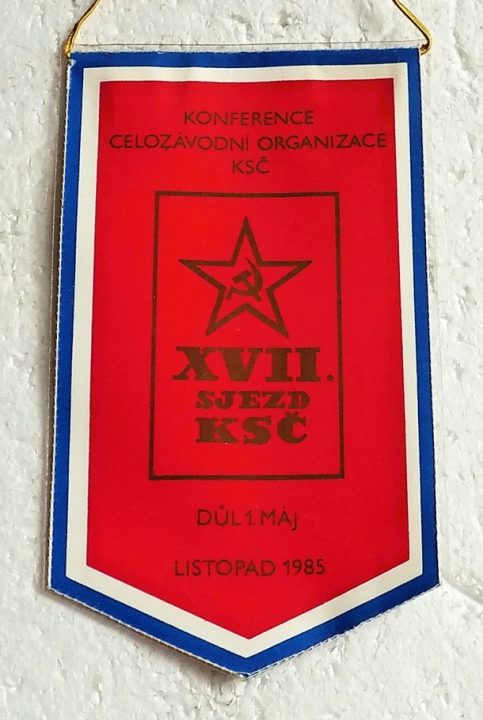 KONFERENCE
CELOZÁVODNÍ ORGANIZACE
KSČ
XVII.
SJEZD
KSČ
DŮL 1. MÁJ
LISTOPAD 1985